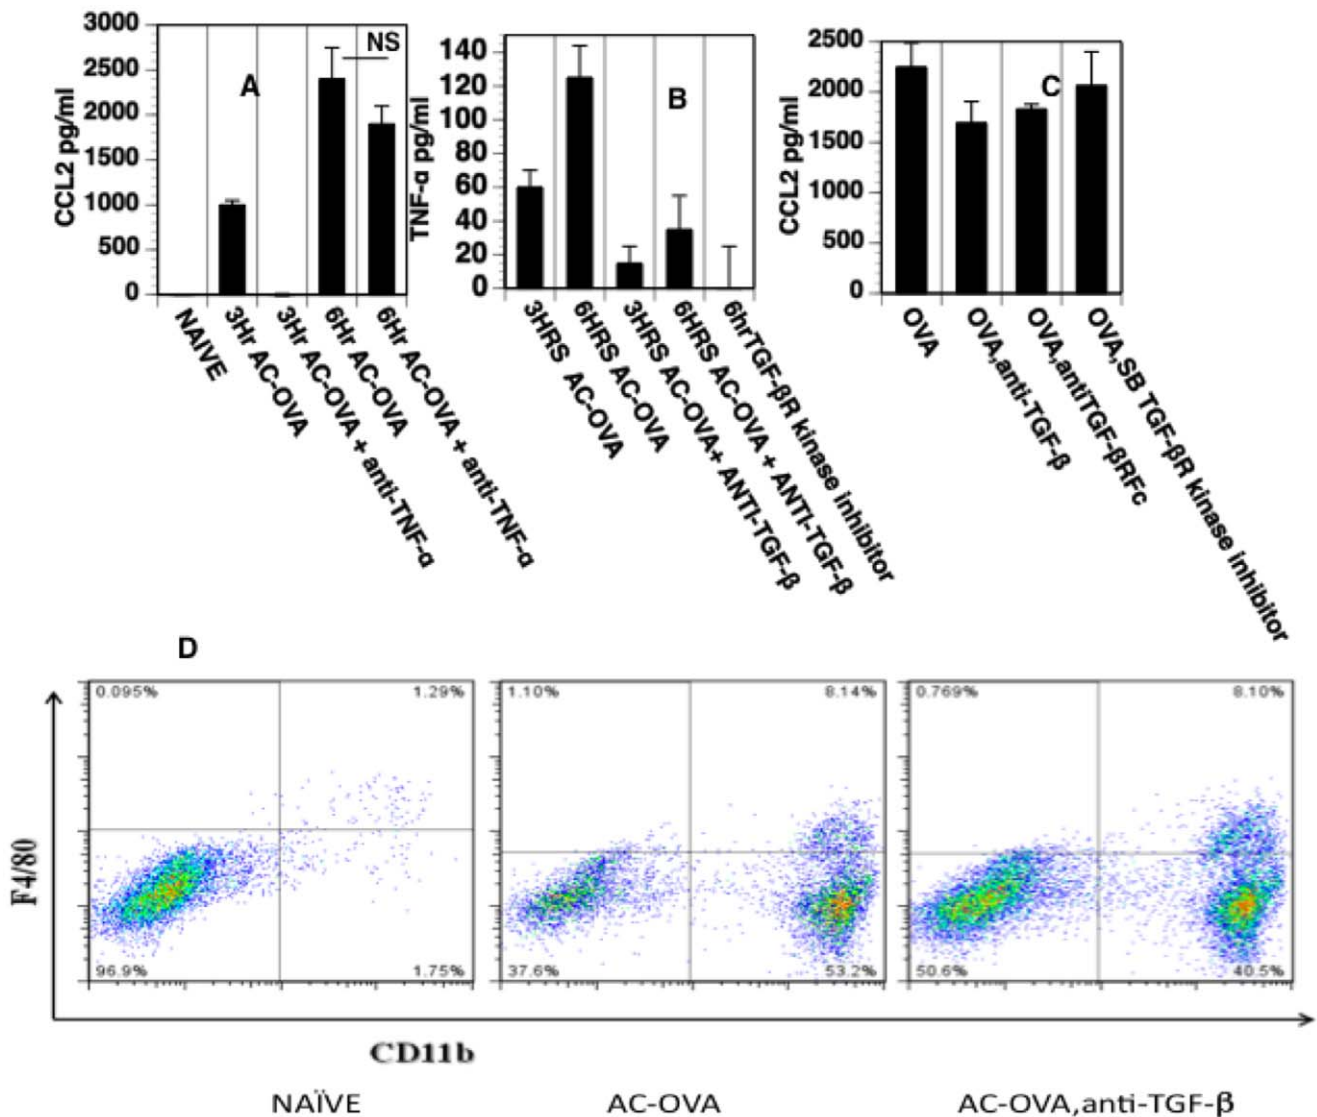 A
CCL2 pg/ml
3000
2500
2000
1500
1000
500
0
NS
NAIVE
3Hr AC-OVA
3Hr AC-OVA + anti-TNF-α
6Hr AC-OVA
6Hr AC-OVA + anti-TNF-α
B
TNF-α pg/ml
140
120
100
80
60
40
20
0
3HRS AC-OVA
6HRS AC-OVA
3HRS AC-OVA+ ANTI-TGF-β
6HRS AC-OVA + ANTI-TGF-β
6hrTGF-βR kinase inhibitor
C
CCL2 pg/ml
2500
2000
1500
1000
500
0
OVA
OVA,anti-TGF-β
OVA,antiTGF-βRFc
OVA,SB TGF-βR kinase inhibitor
D
F4/80
0.095% 1.29%
96.9% 1.75%
1.10% 8.14%
37.6% 53.2%
0.769% 8.10%
50.6% 40.5%
CD11b
NAÏVE
AC-OVA
AC-OVA,anti-TGF-β